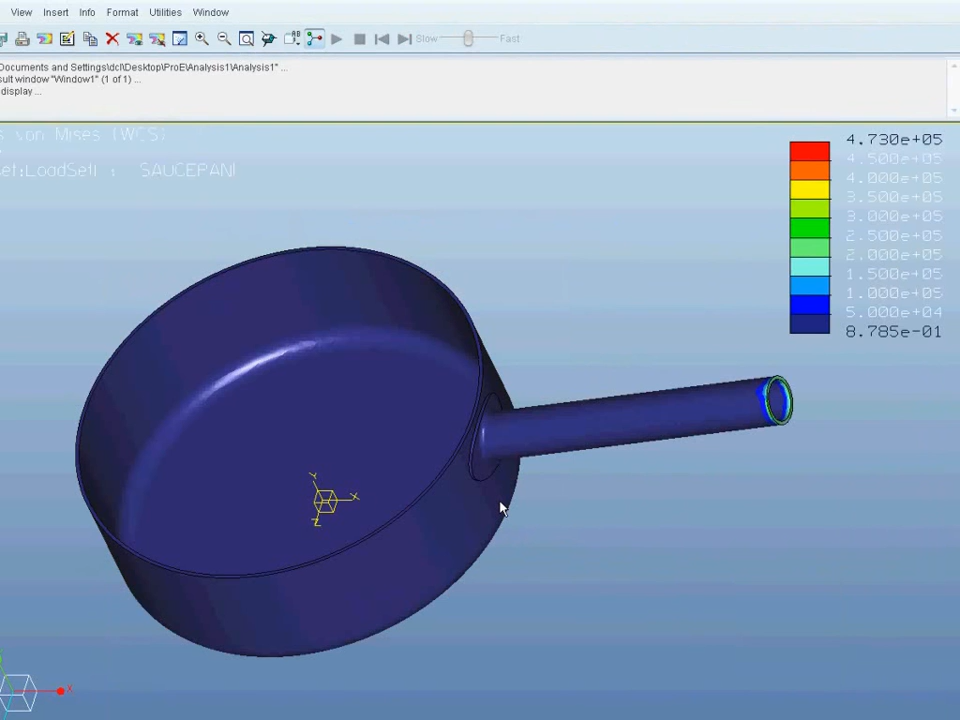 View Insert Info Format Utilities Window
Slow Fast
Documents and Settings\dcl\Desktop\ProE\Analysis1\Analysis1" ...
sult window "Window1" (1 of 1) ...
display ...
s von Mises (WCS)
et:LoadSet1 : SAUCEPAN1
4.730e+05
4.500e+05
4.000e+05
3.500e+05
3.000e+05
2.500e+05
2.000e+05
1.500e+05
1.000e+05
5.000e+04
8.785e-01
Y
X
Z
X